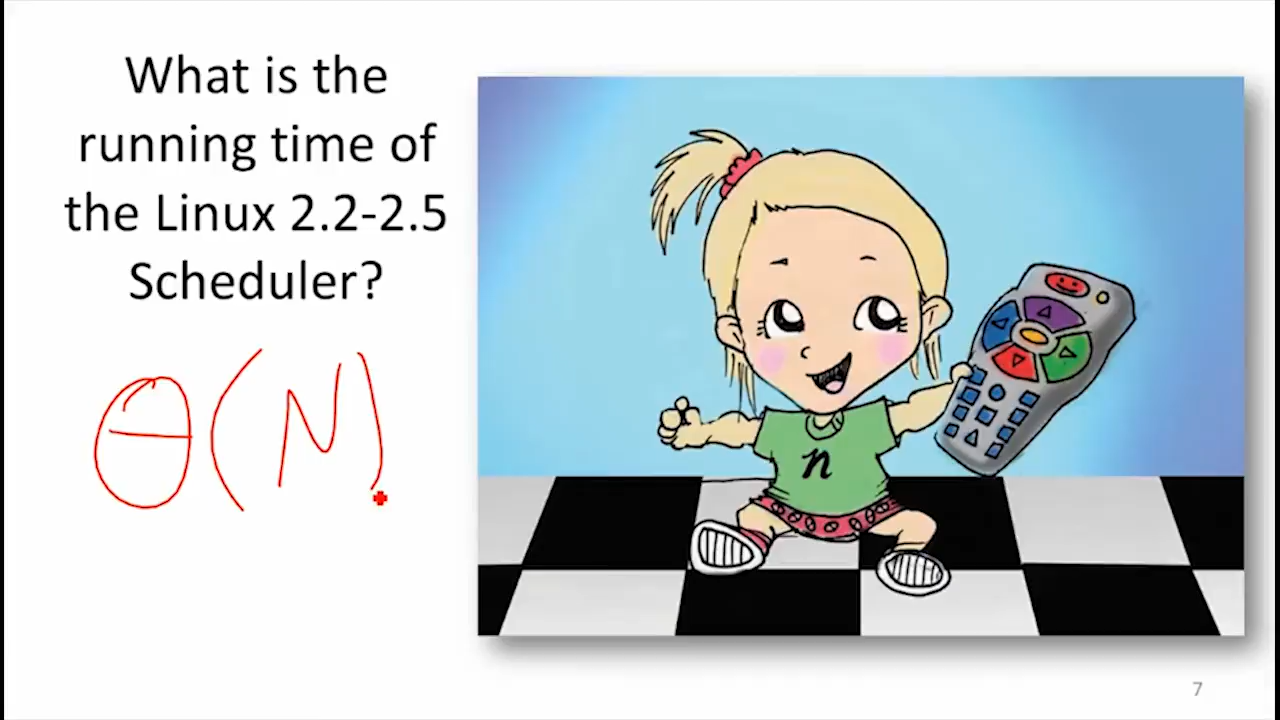 What is the
running time of
the Linux 2.2-2.5
Scheduler?
Θ(N)
n
7